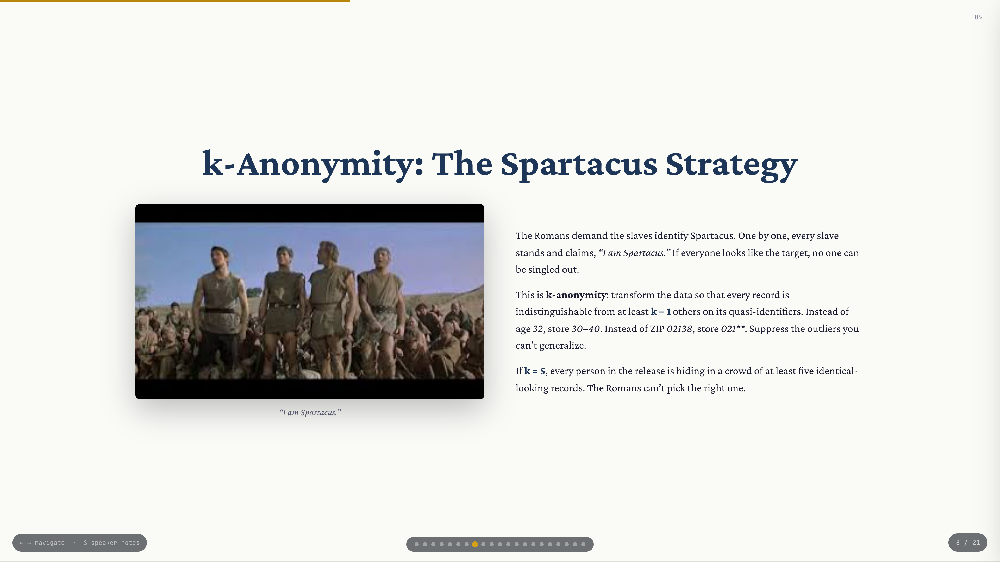 09
k-Anonymity: The Spartacus Strategy
The Romans demand the slaves identify Spartacus. One by one, every slave
stands and claims, “I am Spartacus.” If everyone looks like the target, no one can
be singled out.
This is k-anonymity: transform the data so that every record is
indistinguishable from at least k – 1 others on its quasi-identifiers. Instead of
age 32, store 30–40. Instead of ZIP 02138, store 021**. Suppress the outliers you
can’t generalize.
If k = 5, every person in the release is hiding in a crowd of at least five identical-
looking records. The Romans can’t pick the right one.
“I am Spartacus.”
← → navigate · S speaker notes
8 / 21